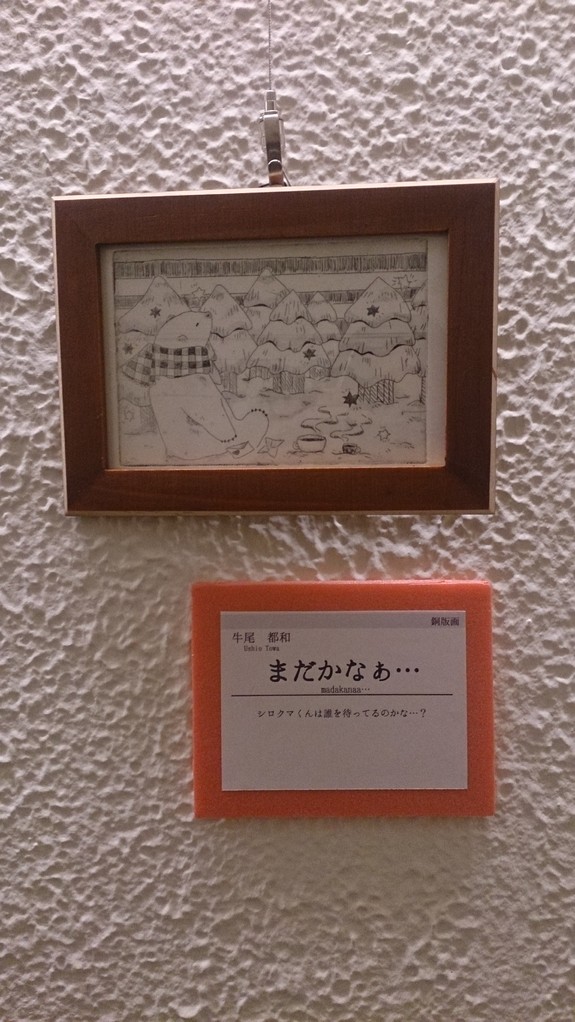 銅版画
牛尾 都和
Ushio Towa
まだかなぁ…
madakanaa…
シロクマくんは誰を待ってるのかな…？